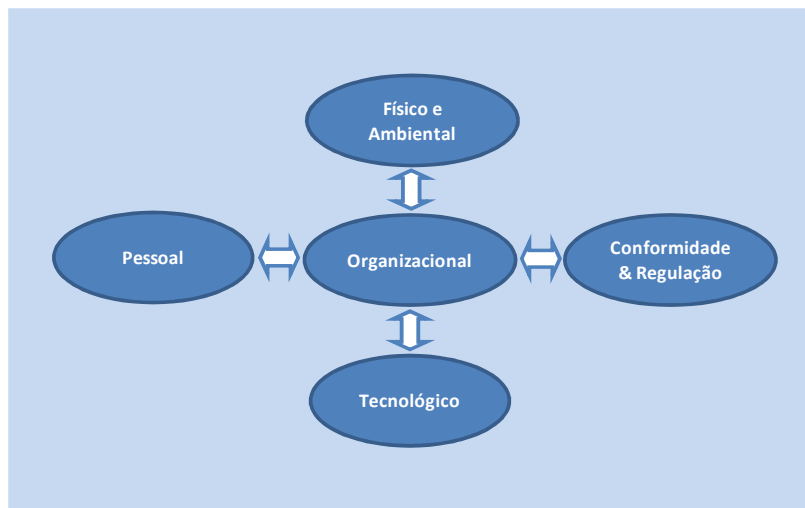 Físico e
Ambiental
Pessoal
Organizacional
Conformidade
& Regulação
Tecnológico